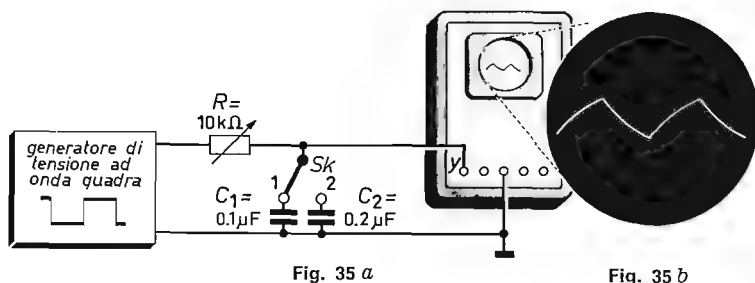 generatore di
tensione ad
onda quadra
R=
10kΩ
Sk
1
2
C1=
0.1µF
C2=
0.2µF
y
Fig. 35 a
Fig. 35 b